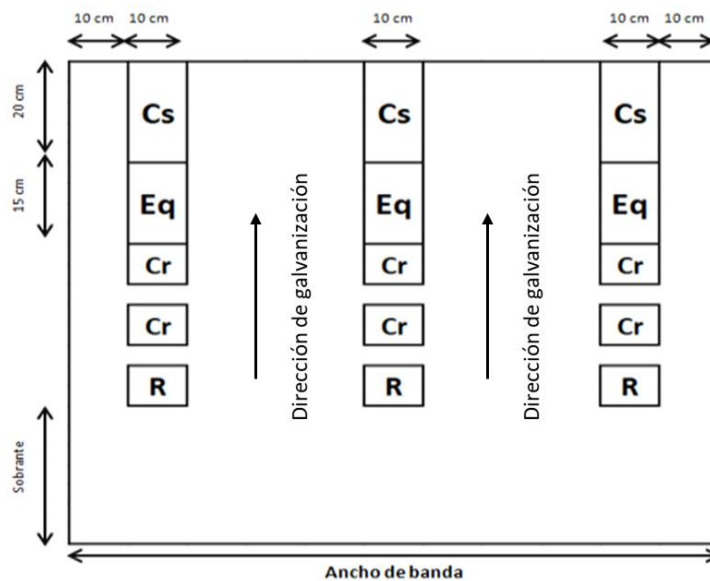 10 cm 10 cm 10 cm 10 cm 10 cm
20 cm
Cs Cs Cs
15 cm
Eq Eq Eq
Cr Cr Cr
Cr Cr Cr
R R R
Dirección de galvanización
Dirección de galvanización
Sobrante
Ancho de banda